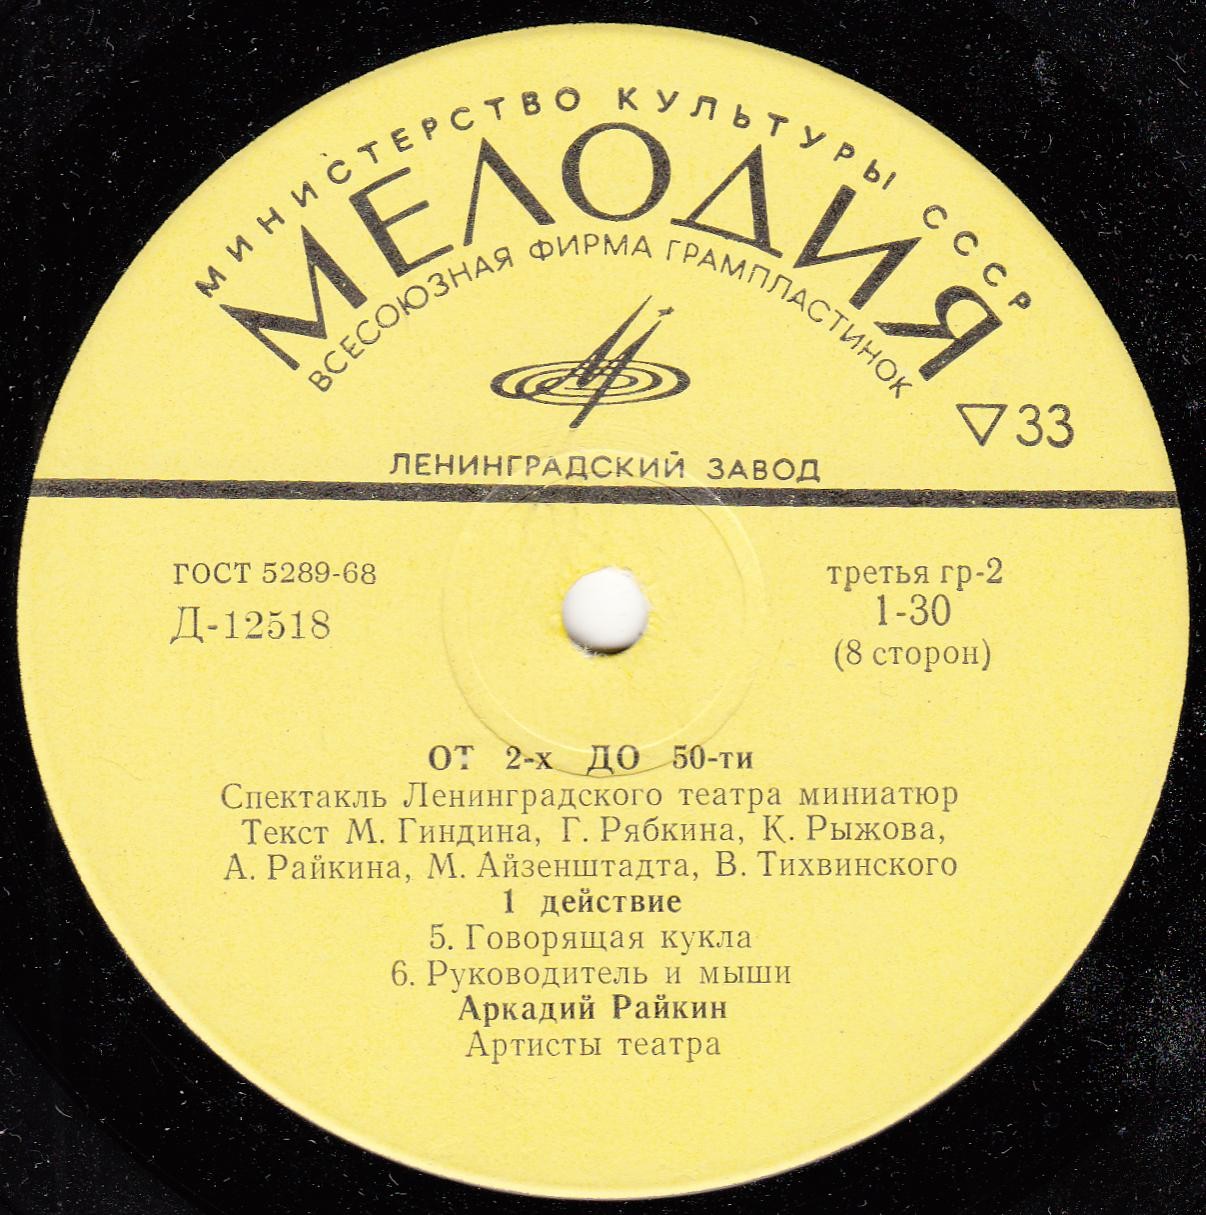 МИНИСТЕРСТВО КУЛЬТУРЫ СССР
МЕЛОДИЯ
ВСЕСОЮЗНАЯ ФИРМА ГРАМПЛАСТИНОК
▽33
ЛЕНИНГРАДСКИЙ ЗАВОД
ГОСТ 5289-68
третья гр-2
Д-12518
1-30
(8 сторон)
ОТ 2-х ДО 50-ти
Спектакль Ленинградского театра миниатюр
Текст М. Гиндина, Г. Рябкина, К. Рыжова,
А. Райкина, М. Айзенштадта, В. Тихвинского
1 действие
5. Говорящая кукла
6. Руководитель и мыши
Аркадий Райкин
Артисты театра